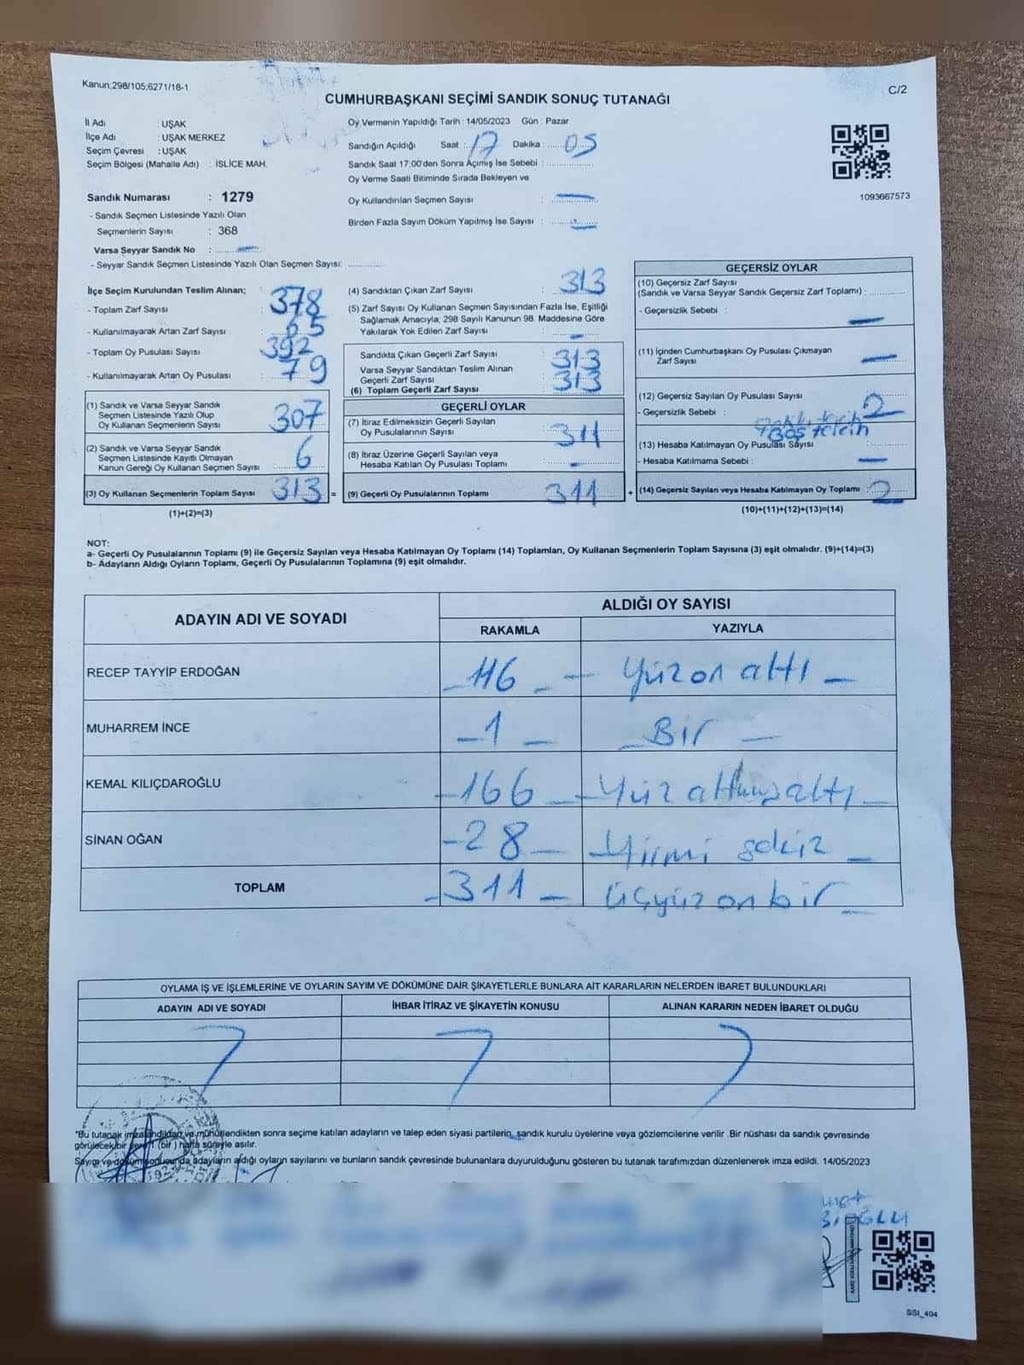 Kanun;298/105,6271/18-1
C/2
CUMHURBAŞKANI SEÇİMİ SANDIK SONUÇ TUTANAĞI
İl Adı : UŞAK
İlçe Adı : UŞAK MERKEZ
Seçim Çevresi : UŞAK
Seçim Bölgesi (Mahalle Adı) : İSLİCE MAH.
Sandık Numarası : 1279
- Sandık Seçmen Listesinde Yazılı Olan
Seçmenlerin Sayısı : 368
Varsa Seyyar Sandık No :
- Seyyar Sandık Seçmen Listesinde Yazılı Olan Seçmen Sayısı:
Oy Vermenin Yapıldığı Tarih : 14/05/2023 Gün : Pazar
Sandığın Açıldığı Saat : 17 Dakika : 05
Sandık Saat 17:00'den Sonra Açılmış İse Sebebi :
Oy Verme Saati Bitiminde Sırada Bekleyen ve
Oy Kullandırılan Seçmen Sayısı :
Birden Fazla Sayım Döküm Yapılmış İse Sayısı :
1093667573
İlçe Seçim Kurulundan Teslim Alınan;
- Toplam Zarf Sayısı : 378
- Kullanılmayarak Artan Zarf Sayısı : 65
- Toplam Oy Pusulası Sayısı : 392
- Kullanılmayarak Artan Oy Pusulası : 79
(1) Sandık ve Varsa Seyyar Sandık
Seçmen Listesinde Yazılı Olup
Oy Kullanan Seçmenlerin Sayısı : 307
(2) Sandık ve Varsa Seyyar Sandık
Seçmen Listesinde Kayıtlı Olmayan
Kanun Gereği Oy Kullanan Seçmen Sayısı : 6
(3) Oy Kullanan Seçmenlerin Toplam Sayısı : 313 =
(1)+(2)=(3)
(4) Sandıktan Çıkan Zarf Sayısı : 313
(5) Zarf Sayısı Oy Kullanan Seçmen Sayısından Fazla İse, Eşitliği
Sağlamak Amacıyla, 298 Sayılı Kanunun 98. Maddesine Göre
Yakılarak Yok Edilen Zarf Sayısı : -
Sandıkta Çıkan Geçerli Zarf Sayısı : 313
Varsa Seyyar Sandıktan Teslim Alınan
Geçerli Zarf Sayısı
(6) Toplam Geçerli Zarf Sayısı : 313
GEÇERLİ OYLAR
(7) İtiraz Edilmeksizin Geçerli Sayılan
Oy Pusulalarının Sayısı : 311
(8) İtiraz Üzerine Geçerli Sayılan veya
Hesaba Katılan Oy Pusulası Toplamı : -
(9) Geçerli Oy Pusulalarının Toplamı : 311 +
GEÇERSİZ OYLAR
(10) Geçersiz Zarf Sayısı
(Sandık ve Varsa Seyyar Sandık Geçersiz Zarf Toplamı) :
- Geçersizlik Sebebi :
(11) İçinden Cumhurbaşkanı Oy Pusulası Çıkmayan
Zarf Sayısı : -
(12) Geçersiz Sayılan Oy Pusulası Sayısı : 2
- Geçersizlik Sebebi :
(13) Hesaba Katılmayan Oy Pusulası Sayısı : -
- Hesaba Katılmama Sebebi :
(14) Geçersiz Sayılan veya Hesaba Katılmayan Oy Toplamı : 2
(10)+(11)+(12)+(13)=(14)
NOT:
a- Geçerli Oy Pusulalarının Toplamı (9) ile Geçersiz Sayılan veya Hesaba Katılmayan Oy Toplamı (14) Toplamları, Oy Kullanan Seçmenlerin Toplam Sayısına (3) eşit olmalıdır. (9)+(14)=(3)
b- Adayların Aldığı Oyların Toplamı, Geçerli Oy Pusulalarının Toplamına (9) eşit olmalıdır.
ADAYIN ADI VE SOYADI
ALDIĞI OY SAYISI
RAKAMLA YAZIYLA
RECEP TAYYİP ERDOĞAN - 116 - - Yüz on altı -
MUHARREM İNCE - 1 - - Bir -
KEMAL KILIÇDAROĞLU - 166 - - Yüz altmış altı -
SİNAN OĞAN - 28 - - Yirmi sekiz -
TOPLAM - 311 - üçyüz on bir -
OYLAMA İŞ VE İŞLEMLERİNE VE OYLARIN SAYIM VE DÖKÜMÜNE DAİR ŞİKAYETLERLE BUNLARA AİT KARARLARIN NELERDEN İBARET BULUNDUKLARI
ADAYIN ADI VE SOYADI İHBAR İTİRAZ VE ŞİKAYETİN KONUSU ALINAN KARARIN NEDEN İBARET OLDUĞU
"Bu tutanak imzalandıktan ve mühürlendikten sonra seçime katılan adayların ve talep eden siyasi partilerin, sandık kurulu üyelerine veya gözlemcilerine verilir .Bir nüshası da sandık çevresinde
görülecek bir yere 1 (bir ) hafta süreyle asılır.
Sayım ve dökümü sonucunda adayların aldığı oyların sayılarını ve bunların sandık çevresinde bulunanlara duyurulduğunu gösteren bu tutanak tarafımızdan düzenlenerek imza edildi. 14/05/2023
SSI_404